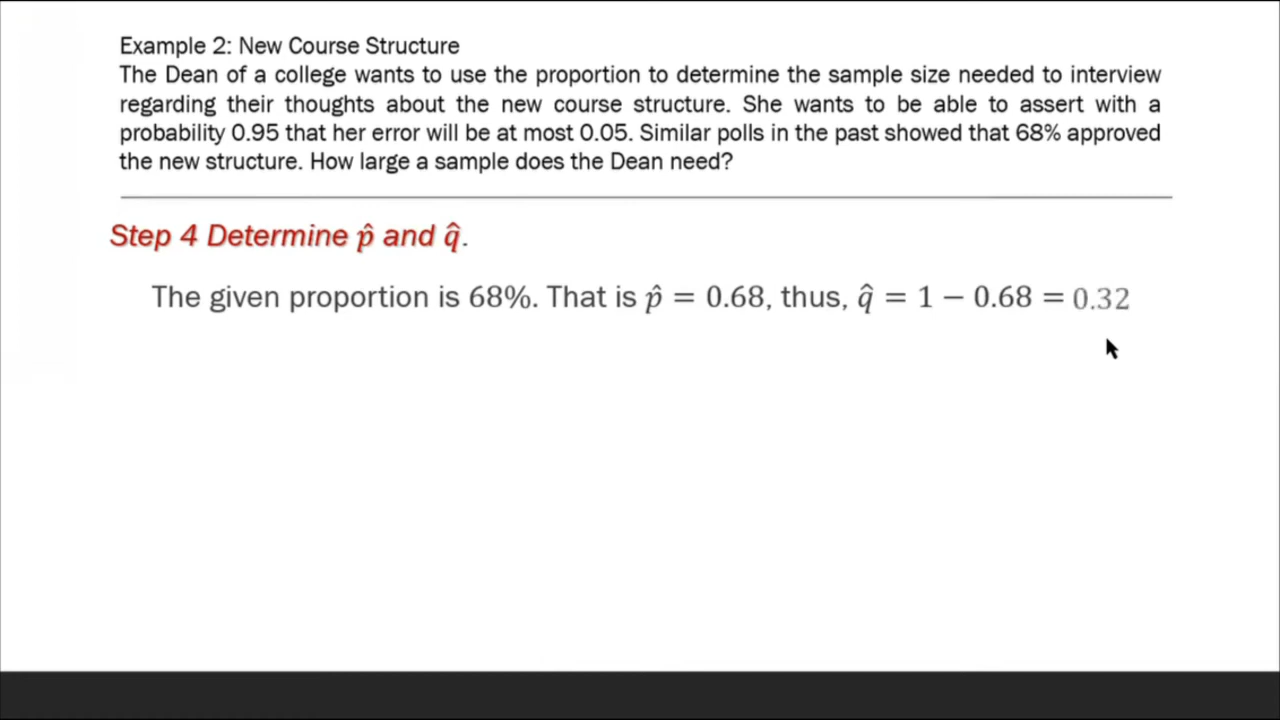 Example 2: New Course Structure
The Dean of a college wants to use the proportion to determine the sample size needed to interview
regarding their thoughts about the new course structure. She wants to be able to assert with a
probability 0.95 that her error will be at most 0.05. Similar polls in the past showed that 68% approved
the new structure. How large a sample does the Dean need?
Step 4 Determine p̂ and q̂.
The given proportion is 68%. That is p̂ = 0.68, thus, q̂ = 1 − 0.68 = 0.32